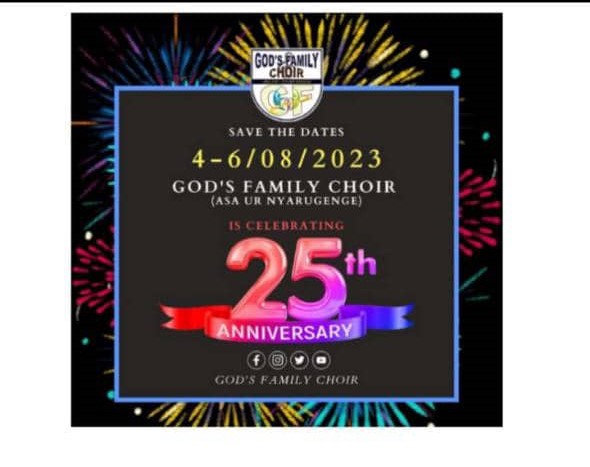 GOD'S FAMILY
CHOIR
SAVE THE DATES
4-6/08/2023
GOD'S FAMILY CHOIR
(ASA UR NYARUGENGE)
IS CELEBRATING
25th
ANNIVERSARY
GOD'S FAMILY CHOIR